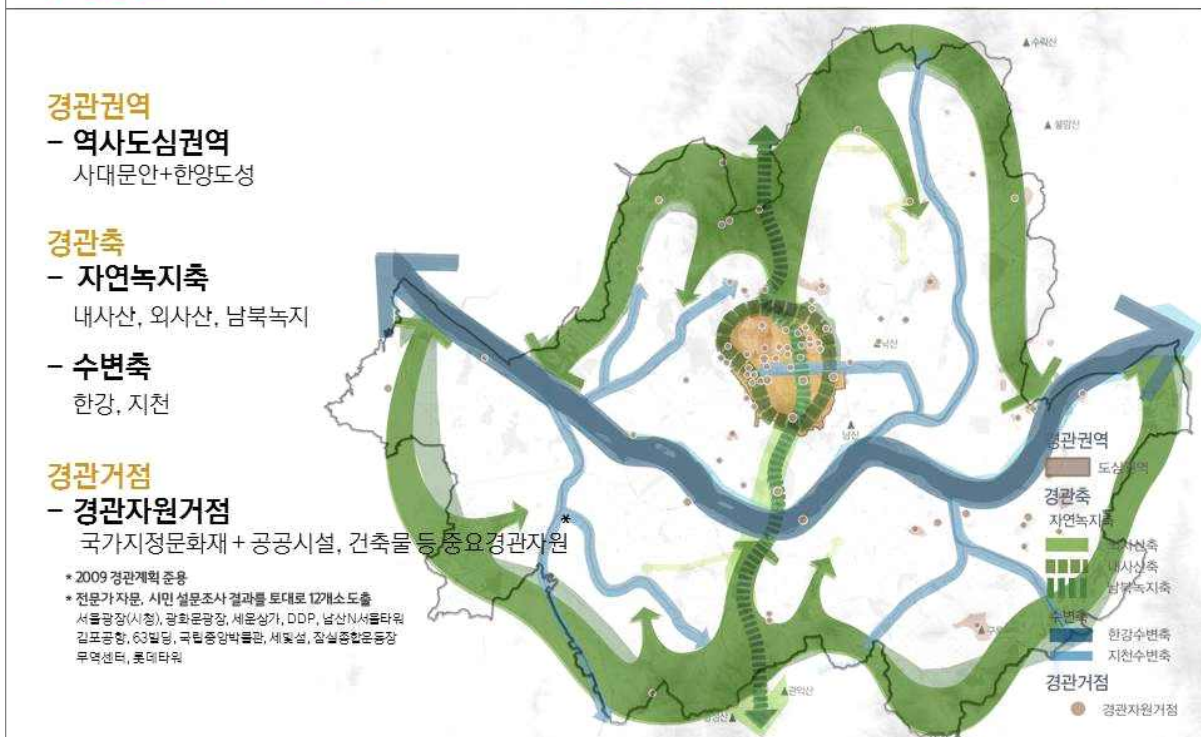 경관권역
– 역사도심권역
사대문안+한양도성
경관축
– 자연녹지축
내사산, 외사산, 남북녹지
– 수변축
한강, 지천
경관거점
– 경관자원거점
국가지정문화재 + 공공시설, 건축물 등 중요경관자원*
* 2009 경관계획 준용
* 전문가 자문, 시민 설문조사 결과를 토대로 12개소 도출
서울광장(시청), 광화문광장, 세운상가, DDP, 남산N서울타워
김포공항, 63빌딩, 국립중앙박물관, 세빛섬, 잠실종합운동장
무역센터, 롯데타워
▲수락산
▲불암산
남산
▲관악산
경관권역
도심권역
경관축
자연녹지축
외사산축
내사산축
남북녹지축
수변축
한강수변축
지천수변축
경관거점
경관자원거점